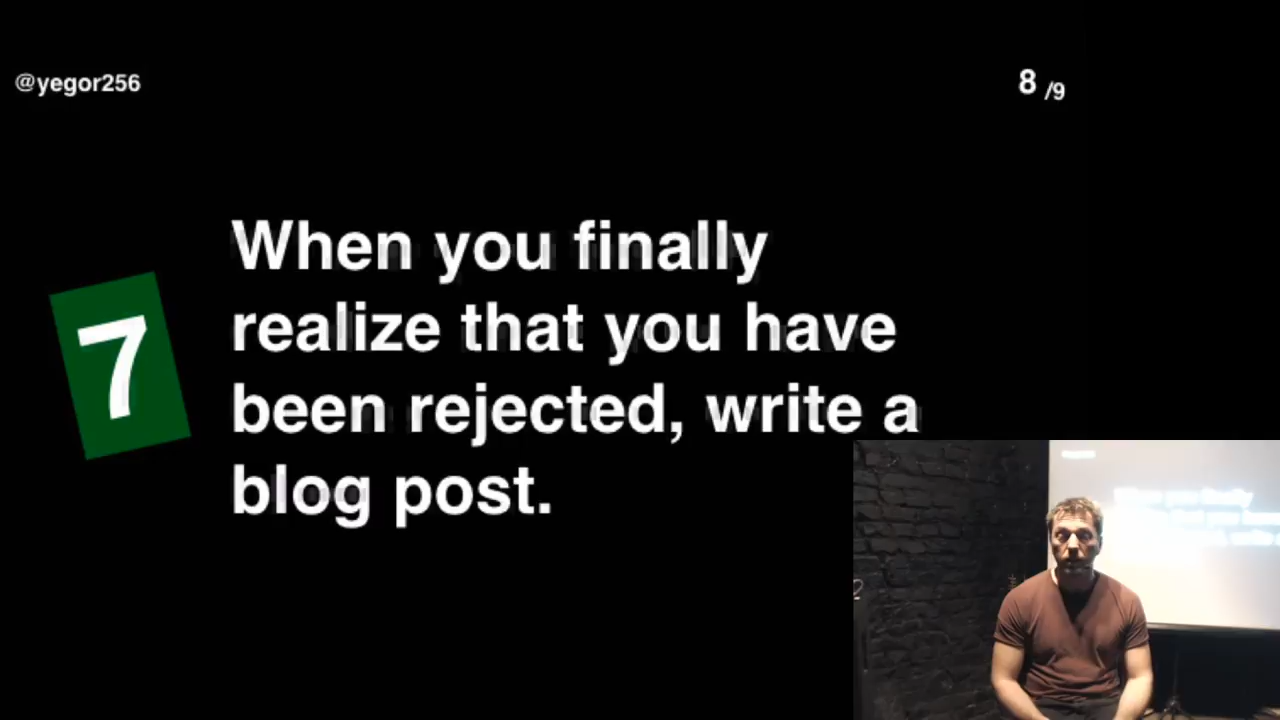 @yegor256
8 /9
7
When you finally
realize that you have
been rejected, write a
blog post.